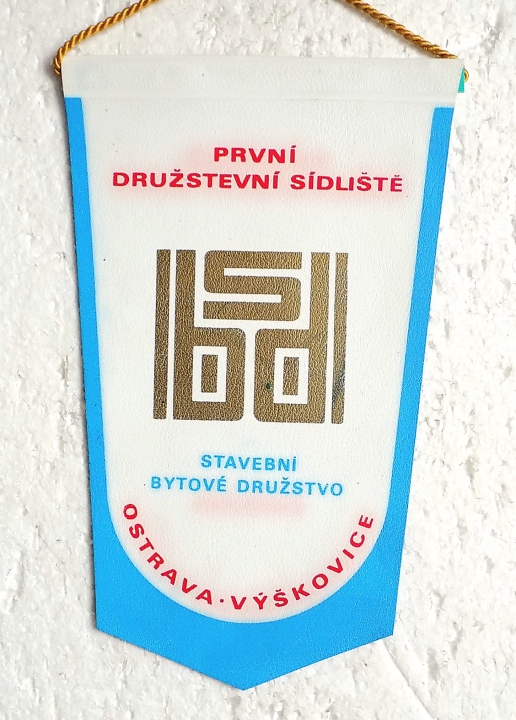 PRVNÍ
DRUŽSTEVNÍ SÍDLIŠTĚ
sbd
STAVEBNÍ
BYTOVÉ DRUŽSTVO
OSTRAVA · VÝŠKOVICE